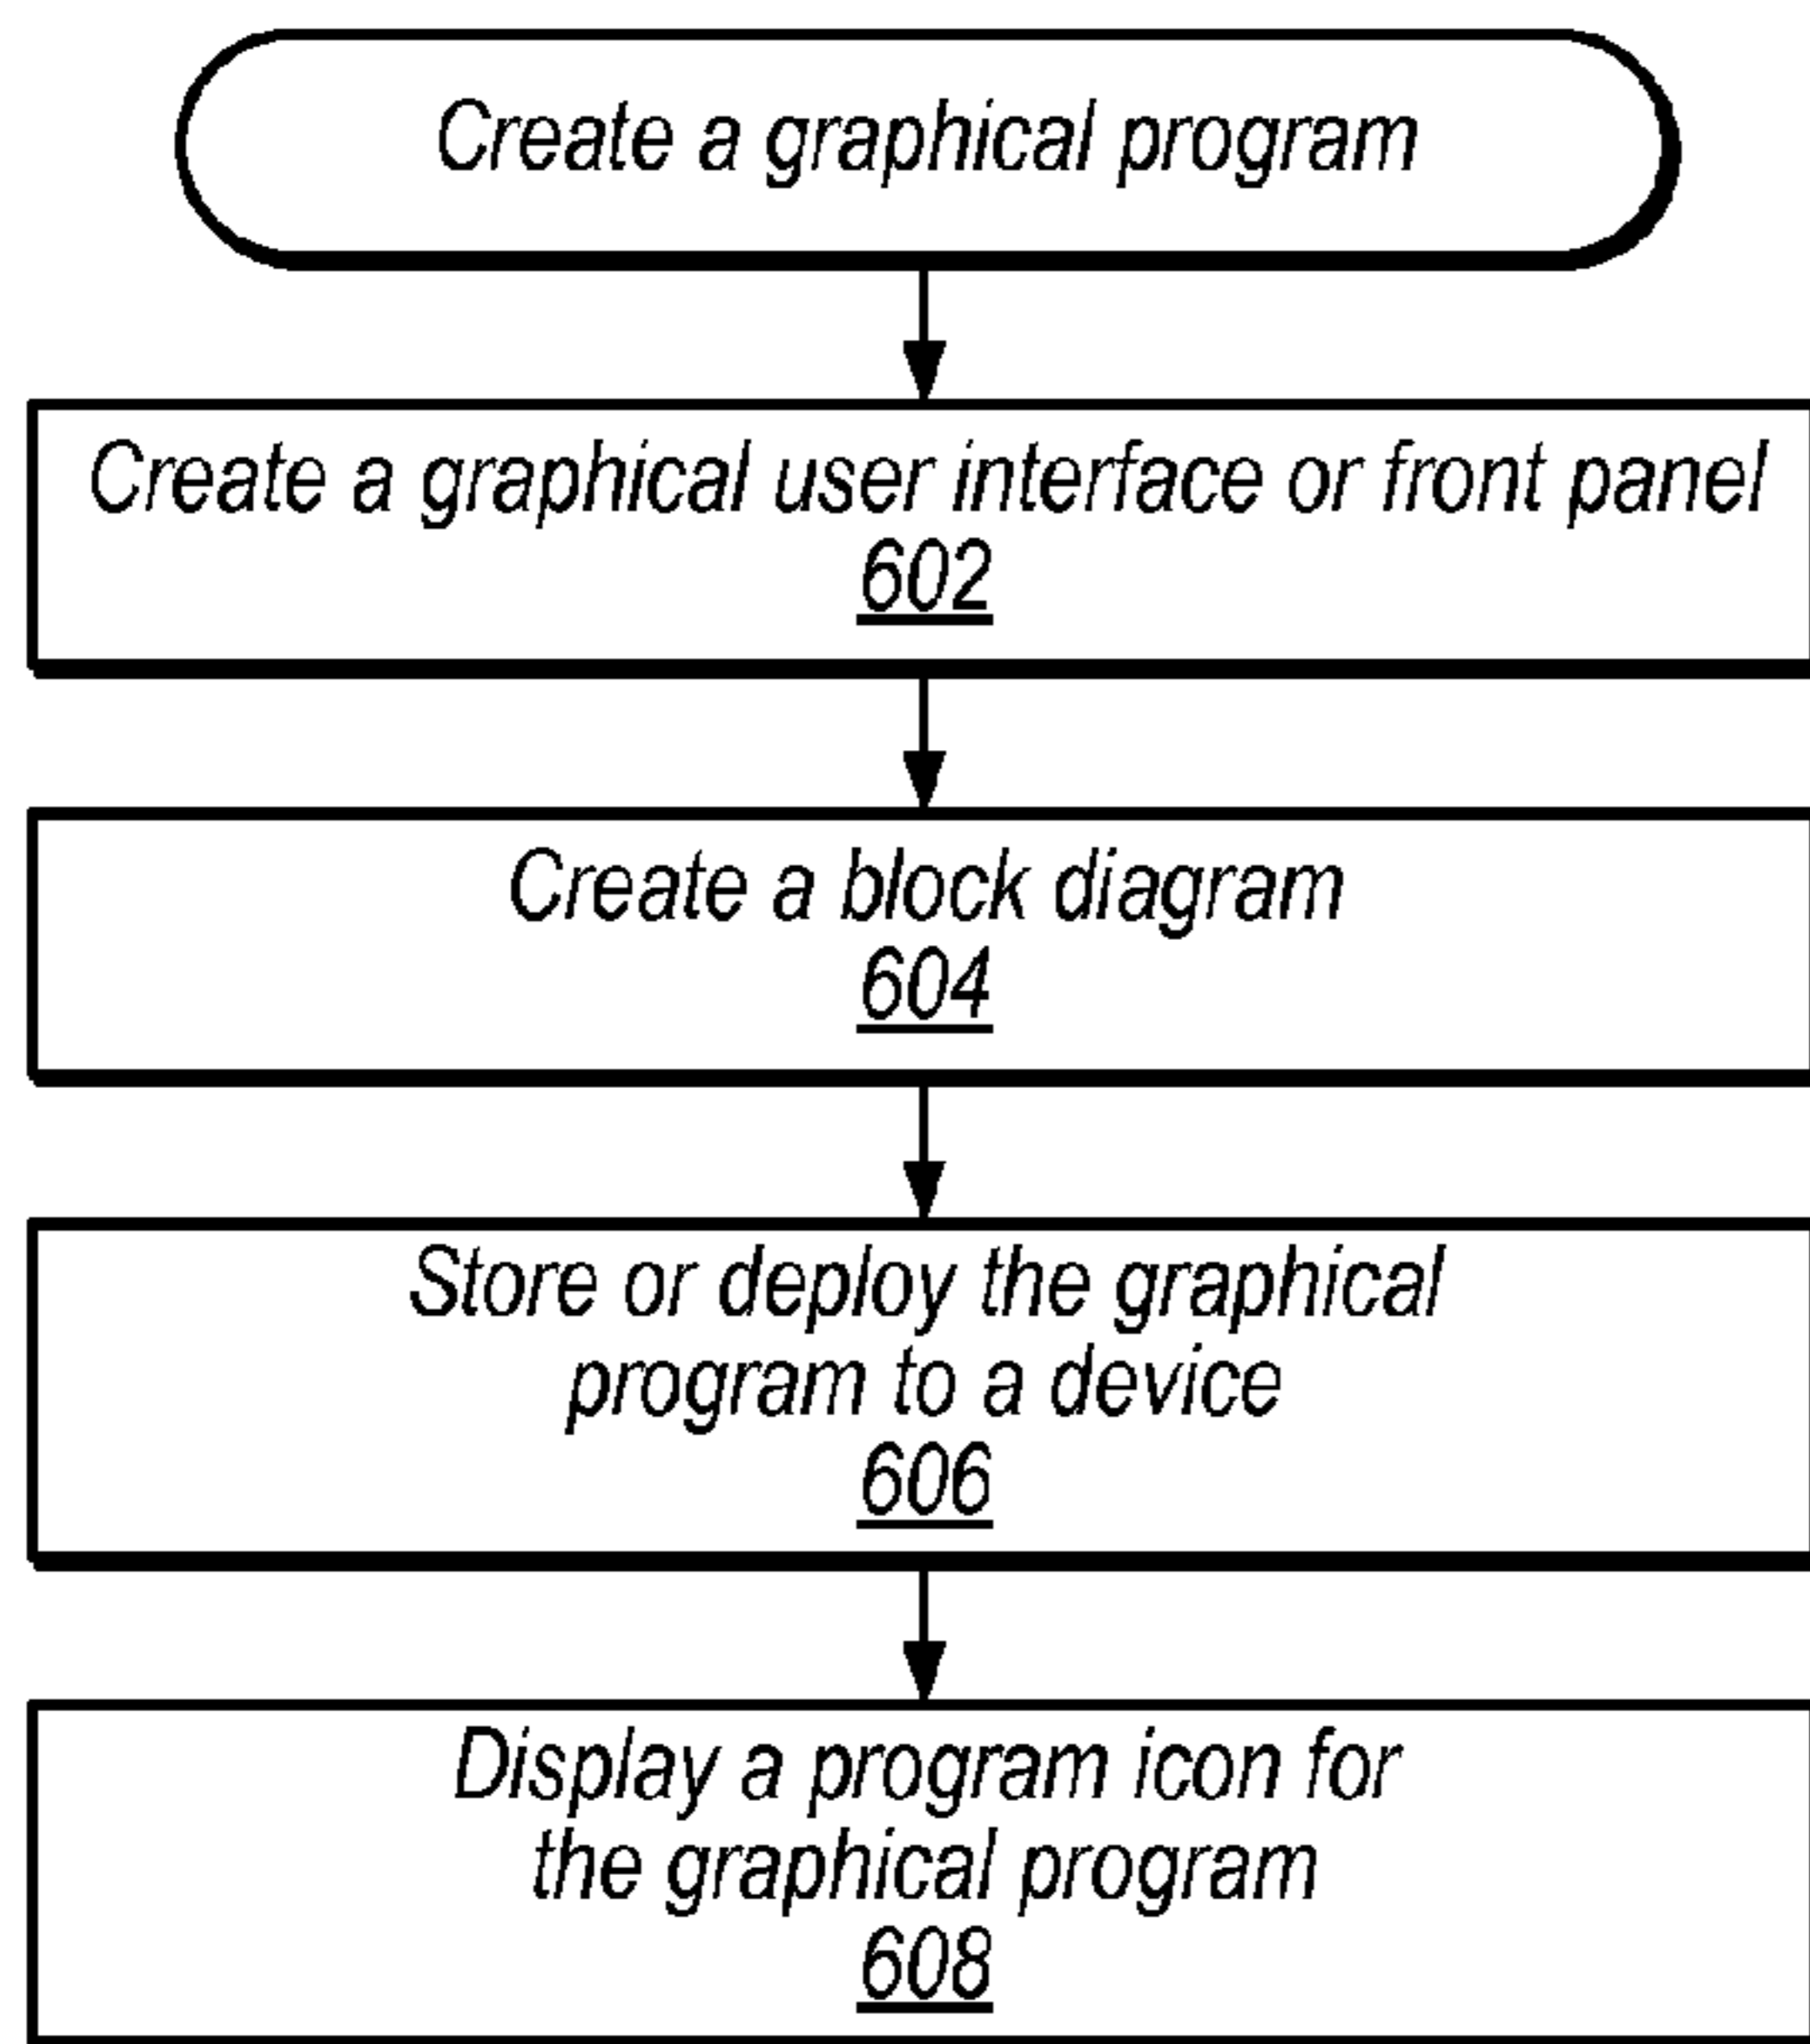 Create a graphical program
Create a graphical user interface or front panel
602
Create a block diagram
604
Store or deploy the graphical
program to a device
606
Display a program icon for
the graphical program
608